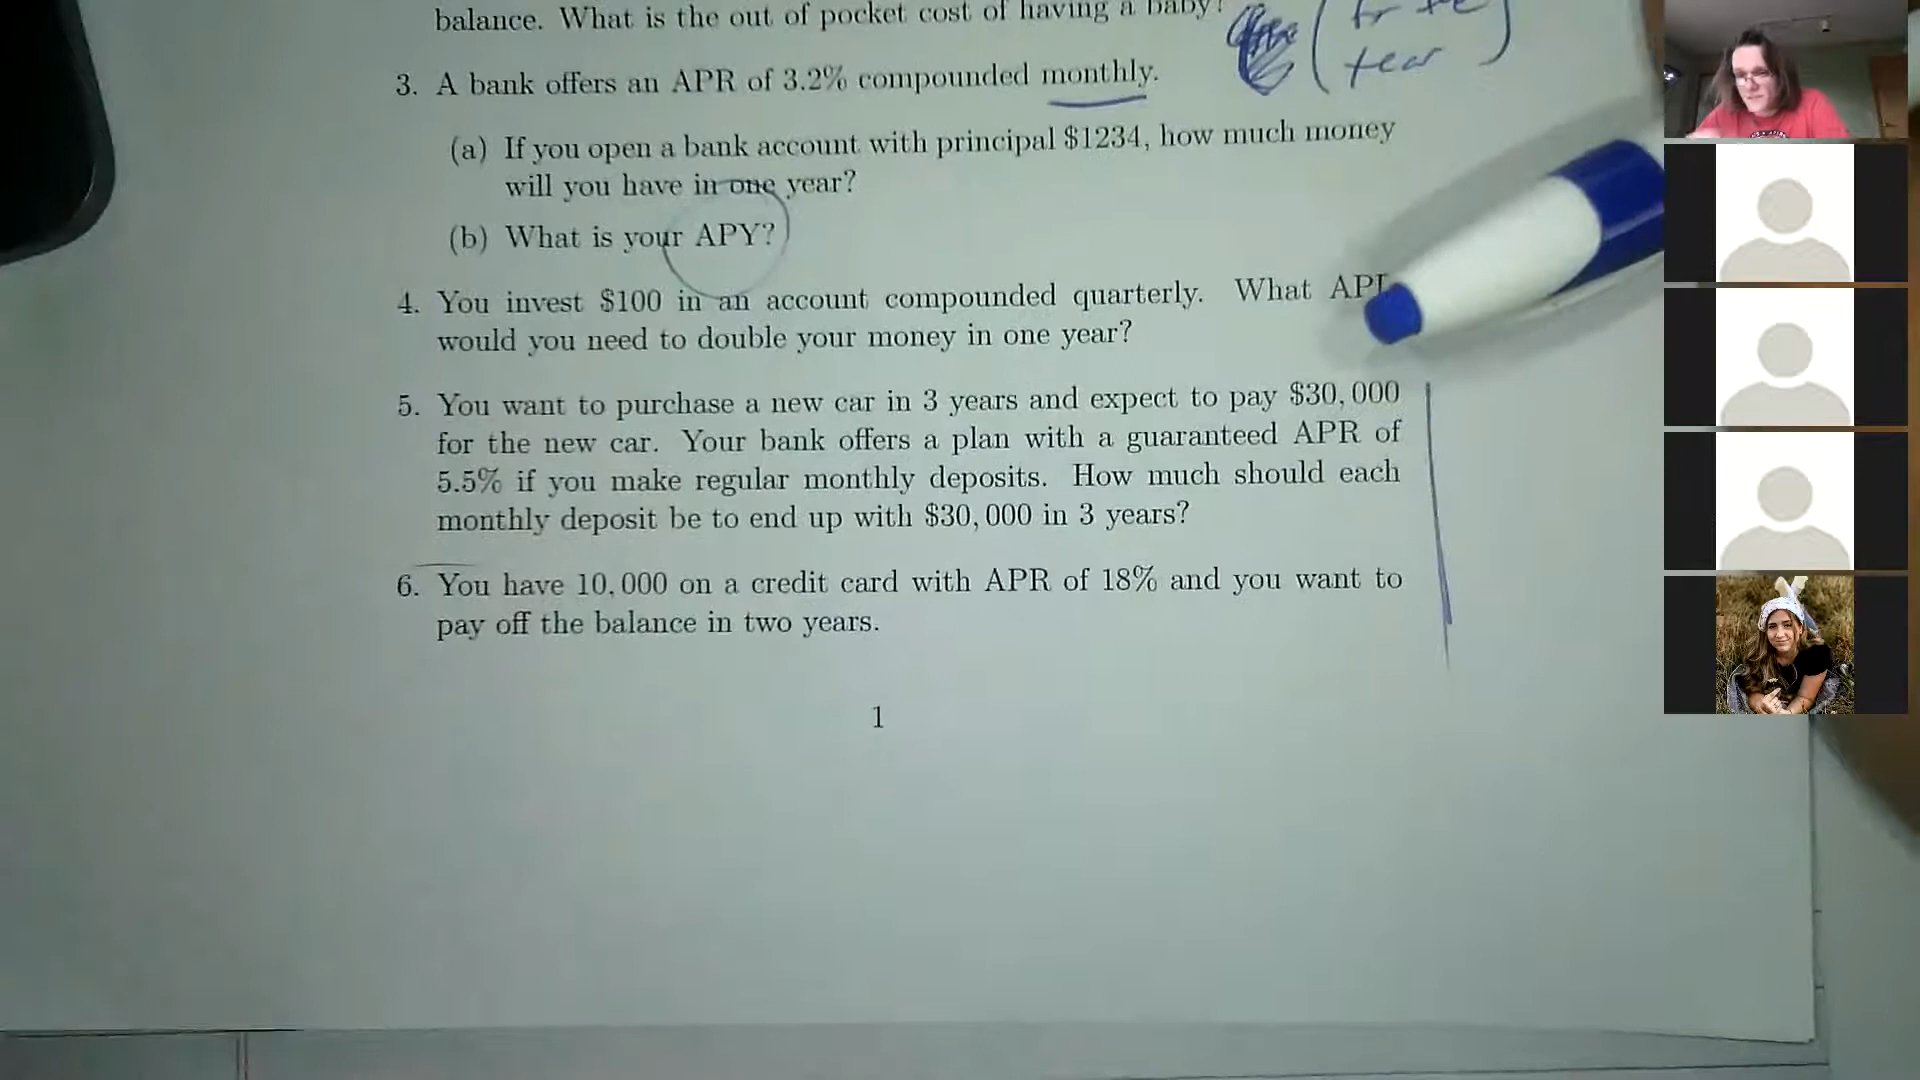 balance. What is the out of pocket cost of having a baby?
3. A bank offers an APR of 3.2% compounded monthly.
tear
(a) If you open a bank account with principal $1234, how much money
will you have in one year?
(b) What is your APY?
4. You invest $100 in an account compounded quarterly. What
would you need to double your money in one year?
5. You want to purchase a new car in 3 years and expect to pay $30,000
for the new car. Your bank offers a plan with a guaranteed APR of
5.5% if you make regular monthly deposits. How much should each
monthly deposit be to end up with $30,000 in 3 years?
6. You have 10,000 on a credit card with APR of 18% and you want to
pay off the balance in two years.
1